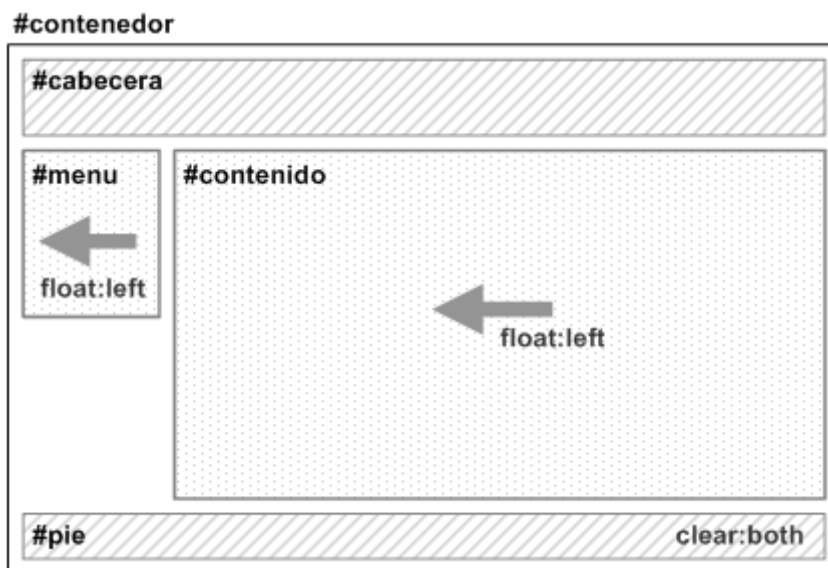 #contenedor
#cabecera
#menu
float:left
#contenido
float:left
#pie
clear:both